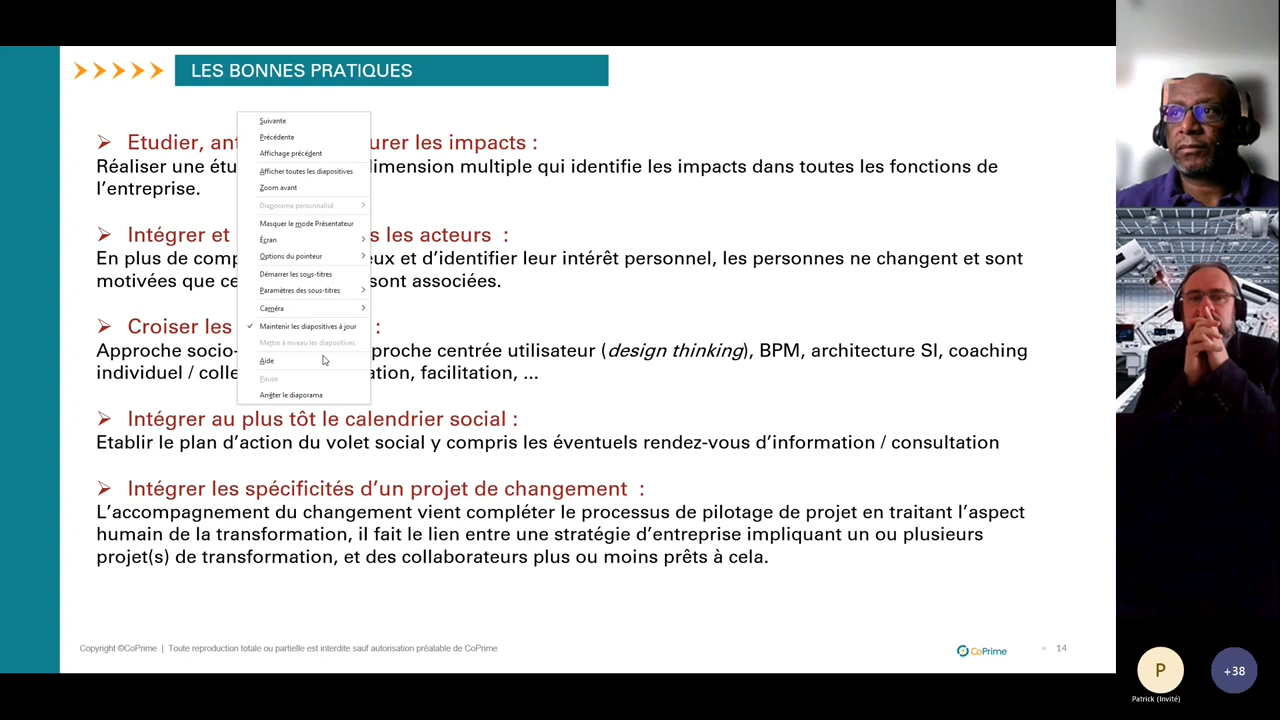 LES BONNES PRATIQUES
Etudier, ant urer les impacts :
Réaliser une étu dimension multiple qui identifie les impacts dans toutes les fonctions de
l'entreprise.
Intégrer et s les acteurs :
En plus de comp eux et d'identifier leur intérêt personnel, les personnes ne changent et sont
motivées que ce sont associées.
Croiser les :
Approche socio- proche centrée utilisateur (design thinking), BPM, architecture SI, coaching
individuel / colle ation, facilitation, ...
Intégrer au plus tôt le calendrier social :
Etablir le plan d'action du volet social y compris les éventuels rendez-vous d'information / consultation
Intégrer les spécificités d'un projet de changement :
L'accompagnement du changement vient compléter le processus de pilotage de projet en traitant l'aspect
humain de la transformation, il fait le lien entre une stratégie d'entreprise impliquant un ou plusieurs
projet(s) de transformation, et des collaborateurs plus ou moins prêts à cela.
Suivante
Précédente
Affichage précédent
Afficher toutes les diapositives
Zoom avant
Diaporama personnalisé
Masquer le mode Présentateur
Écran
Options du pointeur
Démarrer les sous-titres
Paramètres des sous-titres
Caméra
Maintenir les diapositives à jour
Mettre à niveau les diapositives
Aide
Pause
Arrêter le diaporama
Copyright ©CoPrime | Toute reproduction totale ou partielle est interdite sauf autorisation préalable de CoPrime
CoPrime
14
P
Patrick (Invité)
+38